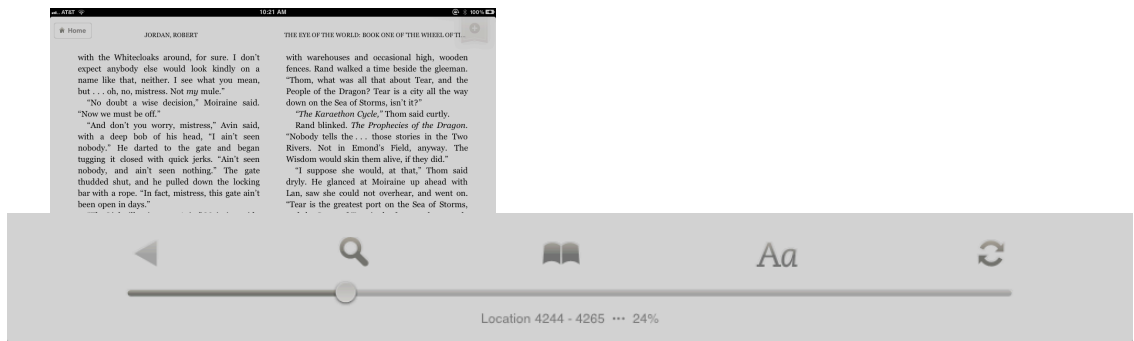 AT&T
10:21 AM
100%
Home
JORDAN, ROBERT
THE EYE OF THE WORLD: BOOK ONE OF 'THE WHEEL OF TI...
with the Whitecloaks around, for sure. I don't
expect anybody else would look kindly on a
name like that, neither. I see what you mean,
but . . . oh, no, mistress. Not my mule.”
“No doubt a wise decision,” Moiraine said.
“Now we must be off.”
“And don’t you worry, mistress,” Avin said,
with a deep bob of his head, “I ain’t seen
nobody.” He darted to the gate and began
tugging it closed with quick jerks. “Ain’t seen
nobody, and ain’t seen nothing.” The gate
thudded shut, and he pulled down the locking
bar with a rope. “In fact, mistress, this gate ain’t
been open in days.”
with warehouses and occasional high, wooden
fences. Rand walked a time beside the gleeman.
“Thom, what was all that about Tear, and the
People of the Dragon? Tear is a city all the way
down on the Sea of Storms, isn’t it?”
“The Karaethon Cycle,” Thom said curtly.
Rand blinked. The Prophecies of the Dragon.
“Nobody tells the . . . those stories in the Two
Rivers. Not in Emond’s Field, anyway. The
Wisdom would skin them alive, if they did.”
“I suppose she would, at that,” Thom said
dryly. He glanced at Moiraine up ahead with
Lan, saw she could not overhear, and went on.
“Tear is the greatest port on the Sea of Storms,
Aa
Location 4244 - 4265 ••• 24%